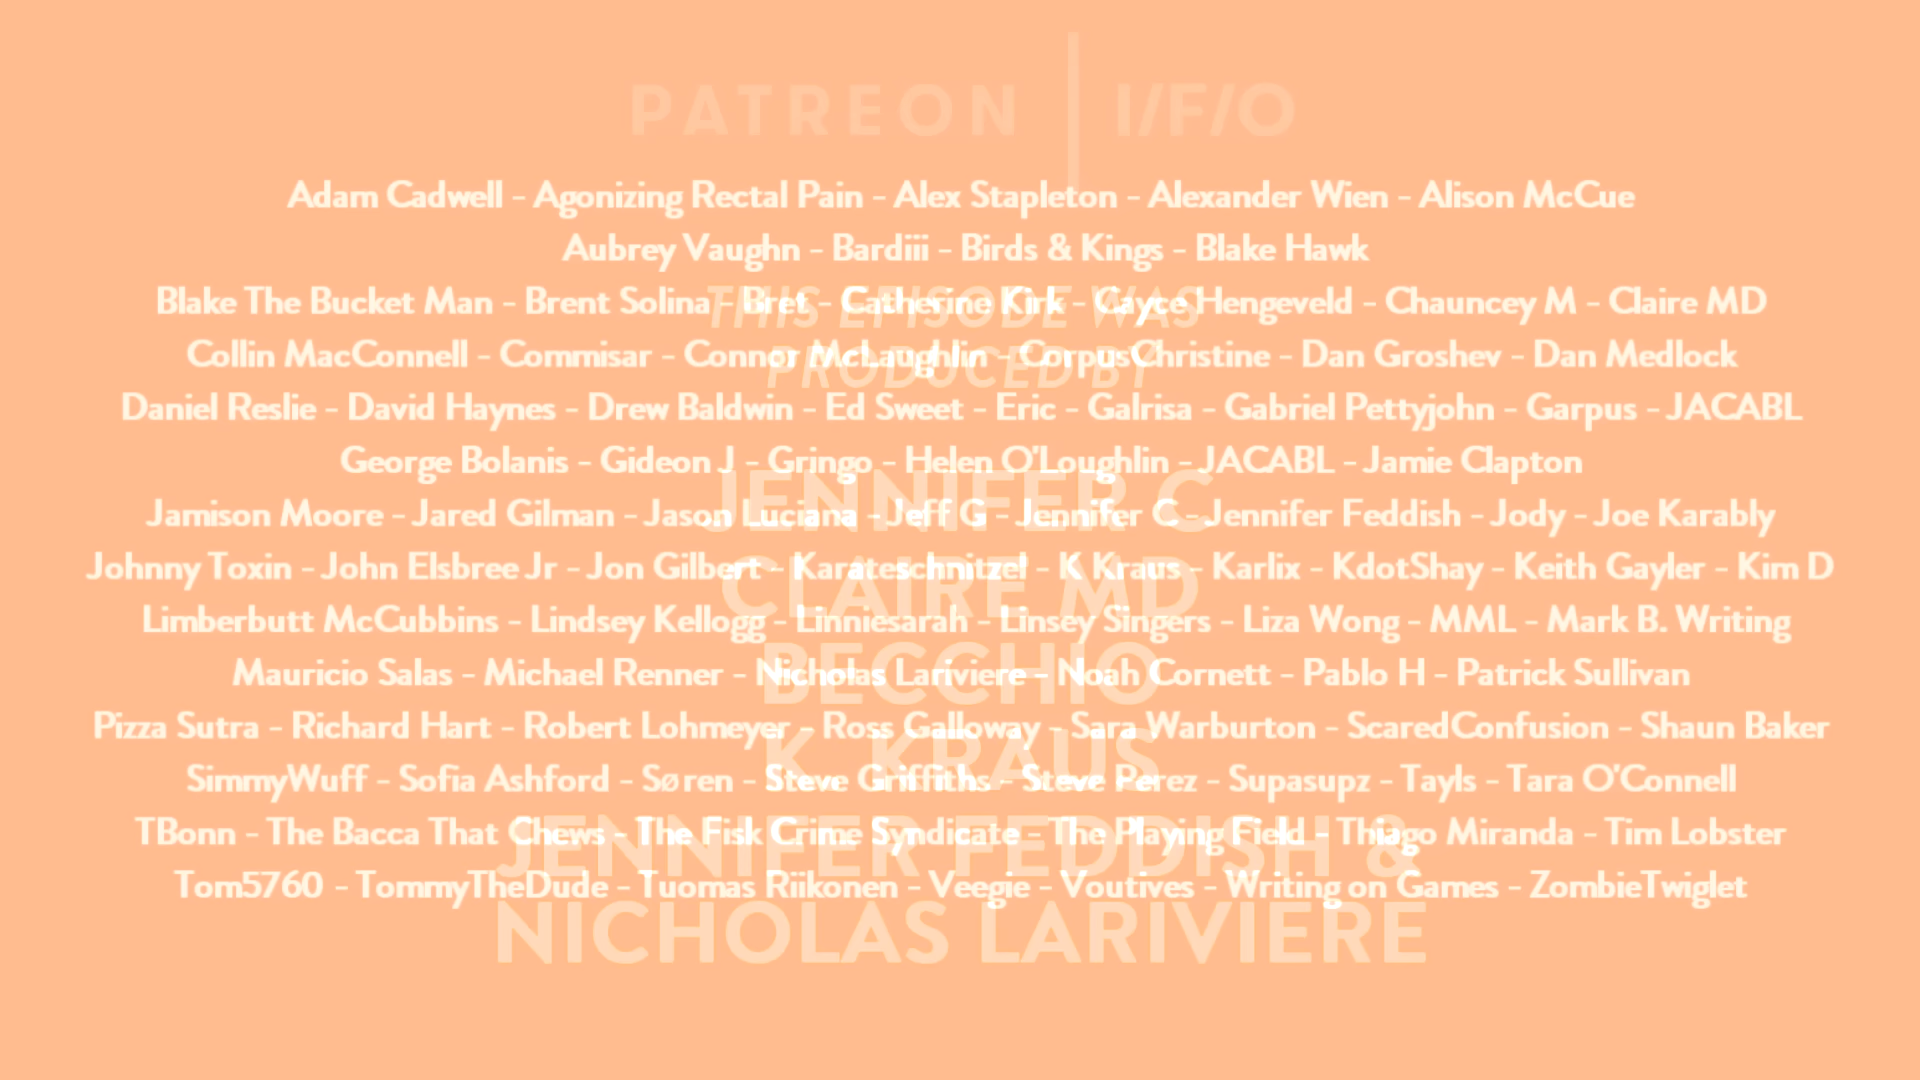 PATREON | I/F/O
Adam Cadwell - Agonizing Rectal Pain - Alex Stapleton - Alexander Wien - Alison McCue
Aubrey Vaughn - Bardiii - Birds & Kings - Blake Hawk
Blake The Bucket Man - Brent Solina - Bret - Catherine Kirk - Cayce Hengeveld - Chauncey M - Claire MD
THIS EPISODE WAS
Collin MacConnell - Commisar - Connor McLaughlin - CorpusChristine - Dan Groshev - Dan Medlock
PRODUCED BY
Daniel Reslie - David Haynes - Drew Baldwin - Ed Sweet - Eric - Galrisa - Gabriel Pettyjohn - Garpus - JACABL
George Bolanis - Gideon J - Gringo - Helen O'Loughlin - JACABL - Jamie Clapton
JENNIFER C
Jamison Moore - Jared Gilman - Jason Luciana - Jeff G - Jennifer C - Jennifer Feddish - Jody - Joe Karably
Johnny Toxin - John Elsbree Jr - Jon Gilbert - Karateschnitzel - K Kraus - Karlix - KdotShay - Keith Gayler - Kim D
CLAIRE MD
Limberbutt McCubbins - Lindsey Kellogg - Linniesarah - Linsey Singers - Liza Wong - MML - Mark B. Writing
BECCHIO
Mauricio Salas - Michael Renner - Nicholas Lariviere - Noah Cornett - Pablo H - Patrick Sullivan
Pizza Sutra - Richard Hart - Robert Lohmeyer - Ross Galloway - Sara Warburton - ScaredConfusion - Shaun Baker
K. KRAUS
SimmyWuff - Sofia Ashford - Søren - Steve Griffiths - Steve Perez - Supasupz - Tayls - Tara O'Connell
TBonn - The Bacca That Chews - The Fisk Crime Syndicate - The Playing Field - Thiago Miranda - Tim Lobster
JENNIFER FEDDISH &
Tom5760 - TommyTheDude - Tuomas Riikonen - Veegie - Voutives - Writing on Games - ZombieTwiglet
NICHOLAS LARIVIERE